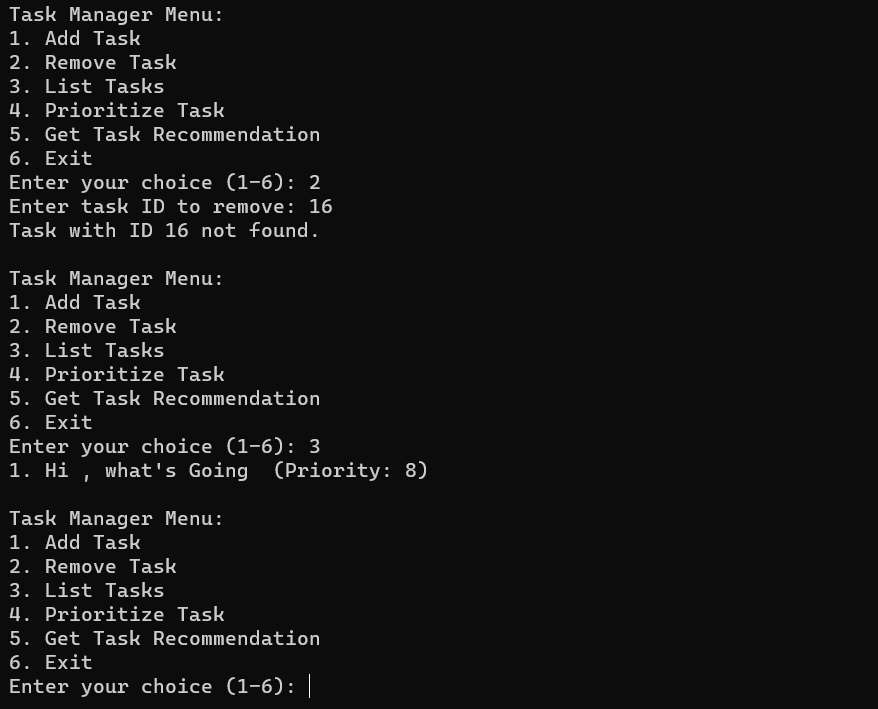 Task Manager Menu:
1. Add Task
2. Remove Task
3. List Tasks
4. Prioritize Task
5. Get Task Recommendation
6. Exit
Enter your choice (1-6): 2
Enter task ID to remove: 16
Task with ID 16 not found.

Task Manager Menu:
1. Add Task
2. Remove Task
3. List Tasks
4. Prioritize Task
5. Get Task Recommendation
6. Exit
Enter your choice (1-6): 3
1. Hi , what's Going  (Priority: 8)

Task Manager Menu:
1. Add Task
2. Remove Task
3. List Tasks
4. Prioritize Task
5. Get Task Recommendation
6. Exit
Enter your choice (1-6):